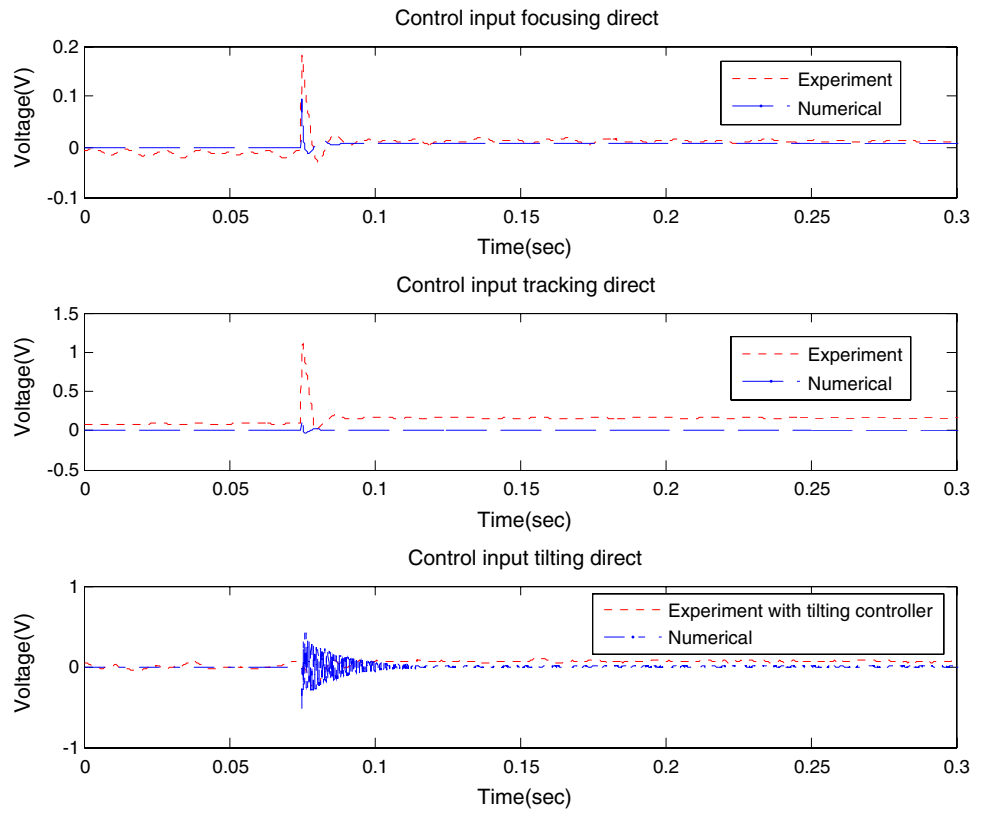 Control input focusing direct
0.2
0.1
0
-0.1
Voltage(V)
Experiment
Numerical
0 0.05 0.1 0.15 0.2 0.25 0.3
Time(sec)
Control input tracking direct
1.5
1
0.5
0
-0.5
Voltage(V)
Experiment
Numerical
0 0.05 0.1 0.15 0.2 0.25 0.3
Time(sec)
Control input tilting direct
1
0
-1
Voltage(V)
Experiment with tilting controller
Numerical
0 0.05 0.1 0.15 0.2 0.25 0.3
Time(sec)